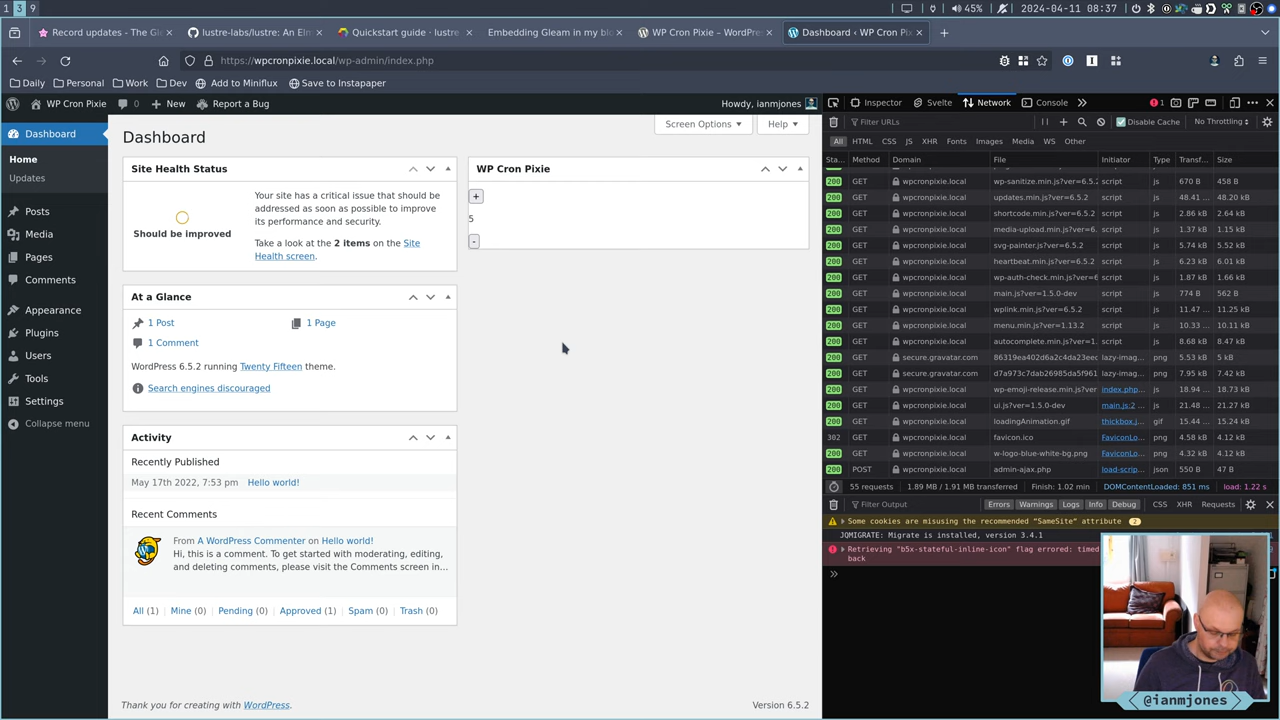 1 3 9
45%
2024-04-11 08:37
Record updates - The Gle
lustre-labs/lustre: An Elm
Quickstart guide · lustre
Embedding Gleam in my blo
WP Cron Pixie – WordPres
Dashboard ‹ WP Cron Pix
https://wpcronpixie.local/wp-admin/index.php
Daily Personal Work Dev Add to Miniflux Save to Instapaper
WP Cron Pixie 0 New Report a Bug
Howdy, ianmjones
Dashboard
Home
Updates
Posts
Media
Pages
Comments
Appearance
Plugins
Users
Tools
Settings
Collapse menu
Dashboard
Screen Options
Help
Site Health Status
Should be improved
Your site has a critical issue that should
be addressed as soon as possible to improve
its performance and security.
Take a look at the 2 items on the Site
Health screen.
At a Glance
1 Post
1 Page
1 Comment
WordPress 6.5.2 running Twenty Fifteen theme.
Search engines discouraged
Activity
Recently Published
May 17th 2022, 7:53 pm Hello world!
Recent Comments
From A WordPress Commenter on Hello world!
Hi, this is a comment. To get started with moderating, editing,
and deleting comments, please visit the Comments screen in…
All (1) | Mine (0) | Pending (0) | Approved (1) | Spam (0) | Trash (0)
WP Cron Pixie
+
5
-
Thank you for creating with WordPress.
Version 6.5.2
Inspector Svelte Network Console 1
Filter URLs
Disable Cache
No Throttling
All HTML CSS JS XHR Fonts Images Media WS Other
Sta… Method Domain File Initiator Type Transf… Size
200 GET wpcronpixie.local wp-sanitize.min.js?ver=6.5.2 script js 670 B 458 B
200 GET wpcronpixie.local updates.min.js?ver=6.5.2 script js 48.41 … 48.20 kB
200 GET wpcronpixie.local shortcode.min.js?ver=6.5.2 script js 2.86 kB 2.64 kB
200 GET wpcronpixie.local media-upload.min.js?ver=6.5. script js 1.37 kB 1.15 kB
200 GET wpcronpixie.local svg-painter.js?ver=6.5.2 script js 5.74 kB 5.52 kB
200 GET wpcronpixie.local heartbeat.min.js?ver=6.5.2 script js 6.23 kB 6.01 kB
200 GET wpcronpixie.local wp-auth-check.min.js?ver=6 script js 1.87 kB 1.66 kB
200 GET wpcronpixie.local main.js?ver=1.5.0-dev script js 774 B 562 B
200 GET wpcronpixie.local wplink.min.js?ver=6.5.2 script js 11.47 … 11.25 kB
200 GET wpcronpixie.local menu.min.js?ver=1.13.2 script js 10.33 … 10.11 kB
200 GET wpcronpixie.local autocomplete.min.js?ver=1. script js 8.68 kB 8.47 kB
200 GET secure.gravatar.com 86319ea402d6a2c4da23eec lazy-imag… png 5.53 kB 5 kB
200 GET secure.gravatar.com d7a973c7dab26985da5f961 lazy-imag… png 7.95 kB 7.42 kB
200 GET wpcronpixie.local wp-emoji-release.min.js?ver index.php… js 18.94 … 18.73 kB
200 GET wpcronpixie.local ui.js?ver=1.5.0-dev main.js:2 js 21.48 … 21.27 kB
200 GET wpcronpixie.local loadingAnimation.gif thickbox.j… gif 15.44 … 15.24 kB
302 GET wpcronpixie.local favicon.ico FaviconLo… png 4.58 kB 4.12 kB
200 GET wpcronpixie.local w-logo-blue-white-bg.png FaviconLo… png 4.32 kB 4.12 kB
200 POST wpcronpixie.local admin-ajax.php load-scrip… json 550 B 47 B
55 requests 1.89 MB / 1.91 MB transferred Finish: 1.02 min DOMContentLoaded: 851 ms load: 1.22 s
Filter Output
Errors Warnings Logs Info Debug CSS XHR Requests
Some cookies are misusing the recommended "SameSite" attribute 2
JQMIGRATE: Migrate is installed, version 3.4.1
Retrieving "b5x-stateful-inline-icon" flag errored: timed
back
@ianmjones